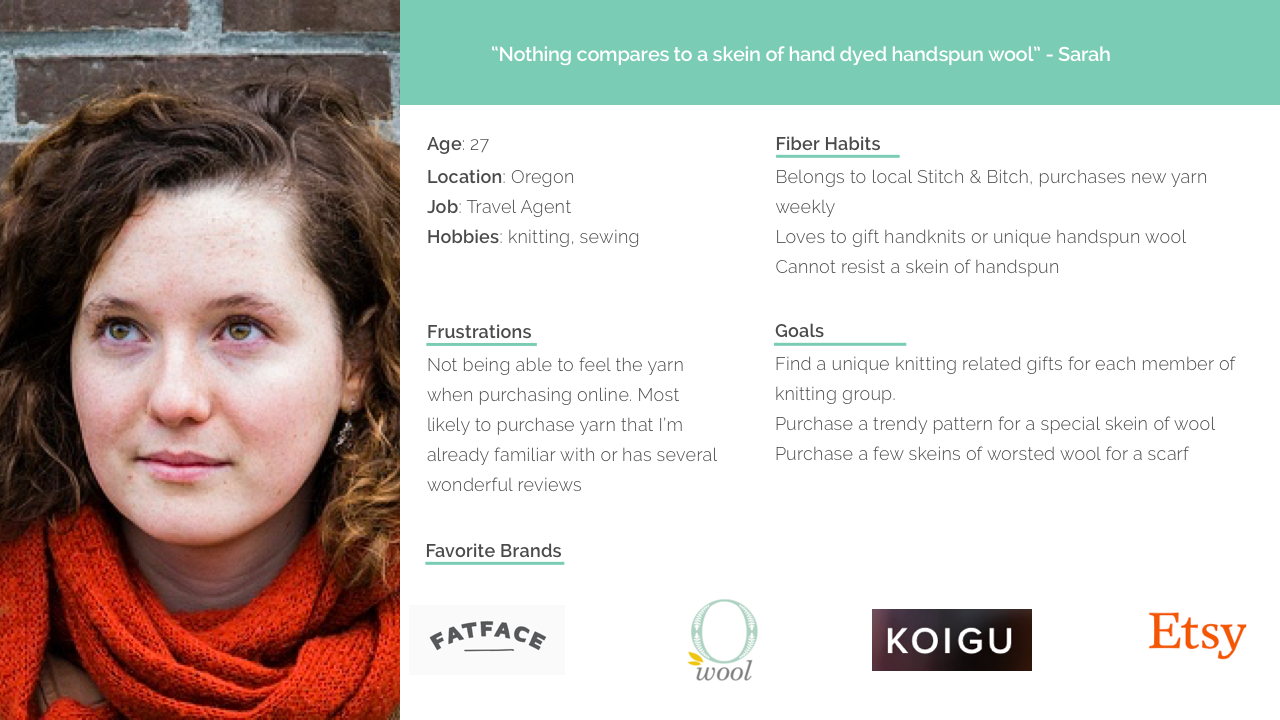 “Nothing compares to a skein of hand dyed handspun wool” - Sarah
Age: 27
Location: Oregon
Job: Travel Agent
Hobbies: knitting, sewing
Fiber Habits
Belongs to local Stitch & Bitch, purchases new yarn
weekly
Loves to gift handknits or unique handspun wool
Cannot resist a skein of handspun
Frustrations
Not being able to feel the yarn
when purchasing online. Most
likely to purchase yarn that I’m
already familiar with or has several
wonderful reviews
Goals
Find a unique knitting related gifts for each member of
knitting group.
Purchase a trendy pattern for a special skein of wool
Purchase a few skeins of worsted wool for a scarf
Favorite Brands
FATFACE
O
wool
KOIGU
Etsy